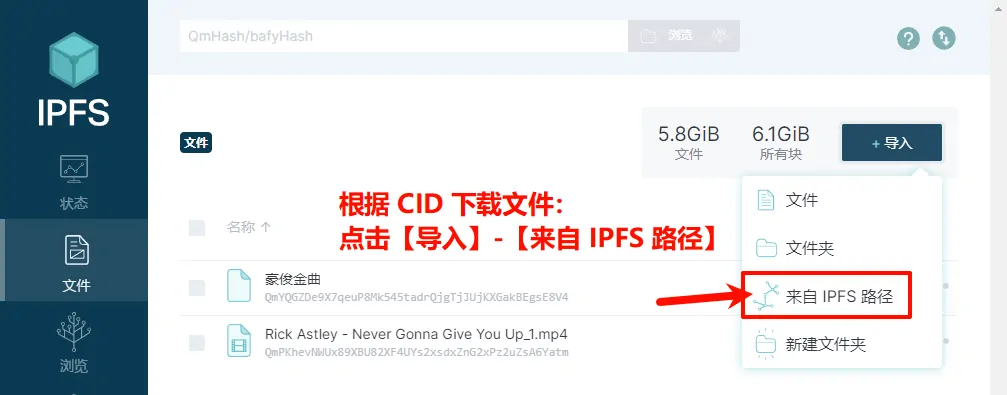 QmHash/bafyHash
浏览
IPFS
文件
5.8GiB
文件
6.1GiB
所有块
+ 导入
状态
文件
浏览
根据 CID 下载文件:
点击【导入】-【来自 IPFS 路径】
名称 ↑
豪俊金曲
QmYQGZDe9X7qeuP8Mk545tadrQjgTjJUjKXGakBEgsE8V4
Rick Astley - Never Gonna Give You Up_1.mp4
QmPKhevNWUx89XBU82XF4UYs2xsdxZnG2xPz2uZsA6Yatm
文件
文件夹
来自 IPFS 路径
新建文件夹